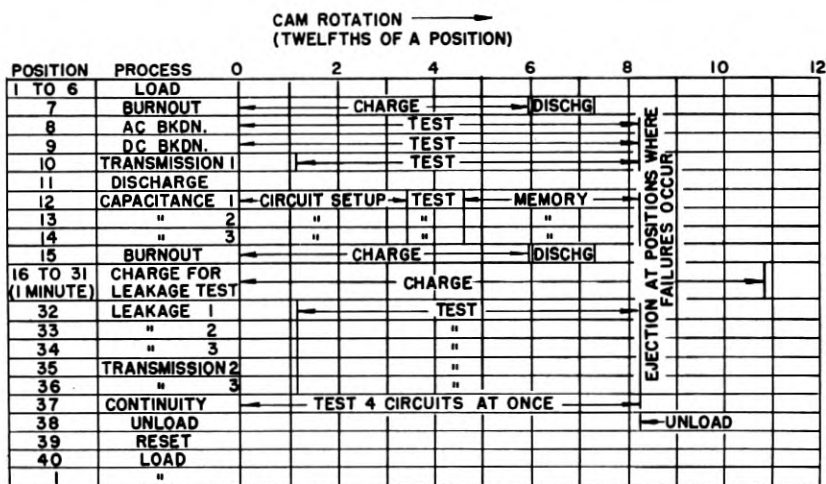 CAM ROTATION
(TWELFTHS OF A POSITION)
POSITION PROCESS 0 2 4 6 8 10 12
1 TO 6 LOAD
7 BURNOUT CHARGE DISCHG
8 AC BKDN. TEST
9 DC BKDN. TEST
10 TRANSMISSION 1 TEST
11 DISCHARGE
12 CAPACITANCE 1 CIRCUIT SETUP TEST MEMORY
13 " 2 " " "
14 " 3 " " "
15 BURNOUT CHARGE DISCHG
16 TO 31 CHARGE FOR
(1 MINUTE) LEAKAGE TEST CHARGE
32 LEAKAGE 1 TEST
33 " 2 "
34 " 3 "
35 TRANSMISSION 2 "
36 " 3 "
37 CONTINUITY TEST 4 CIRCUITS AT ONCE
38 UNLOAD UNLOAD
39 RESET
40 LOAD
1 "
EJECTION AT POSITIONS WHERE
FAILURES OCCUR